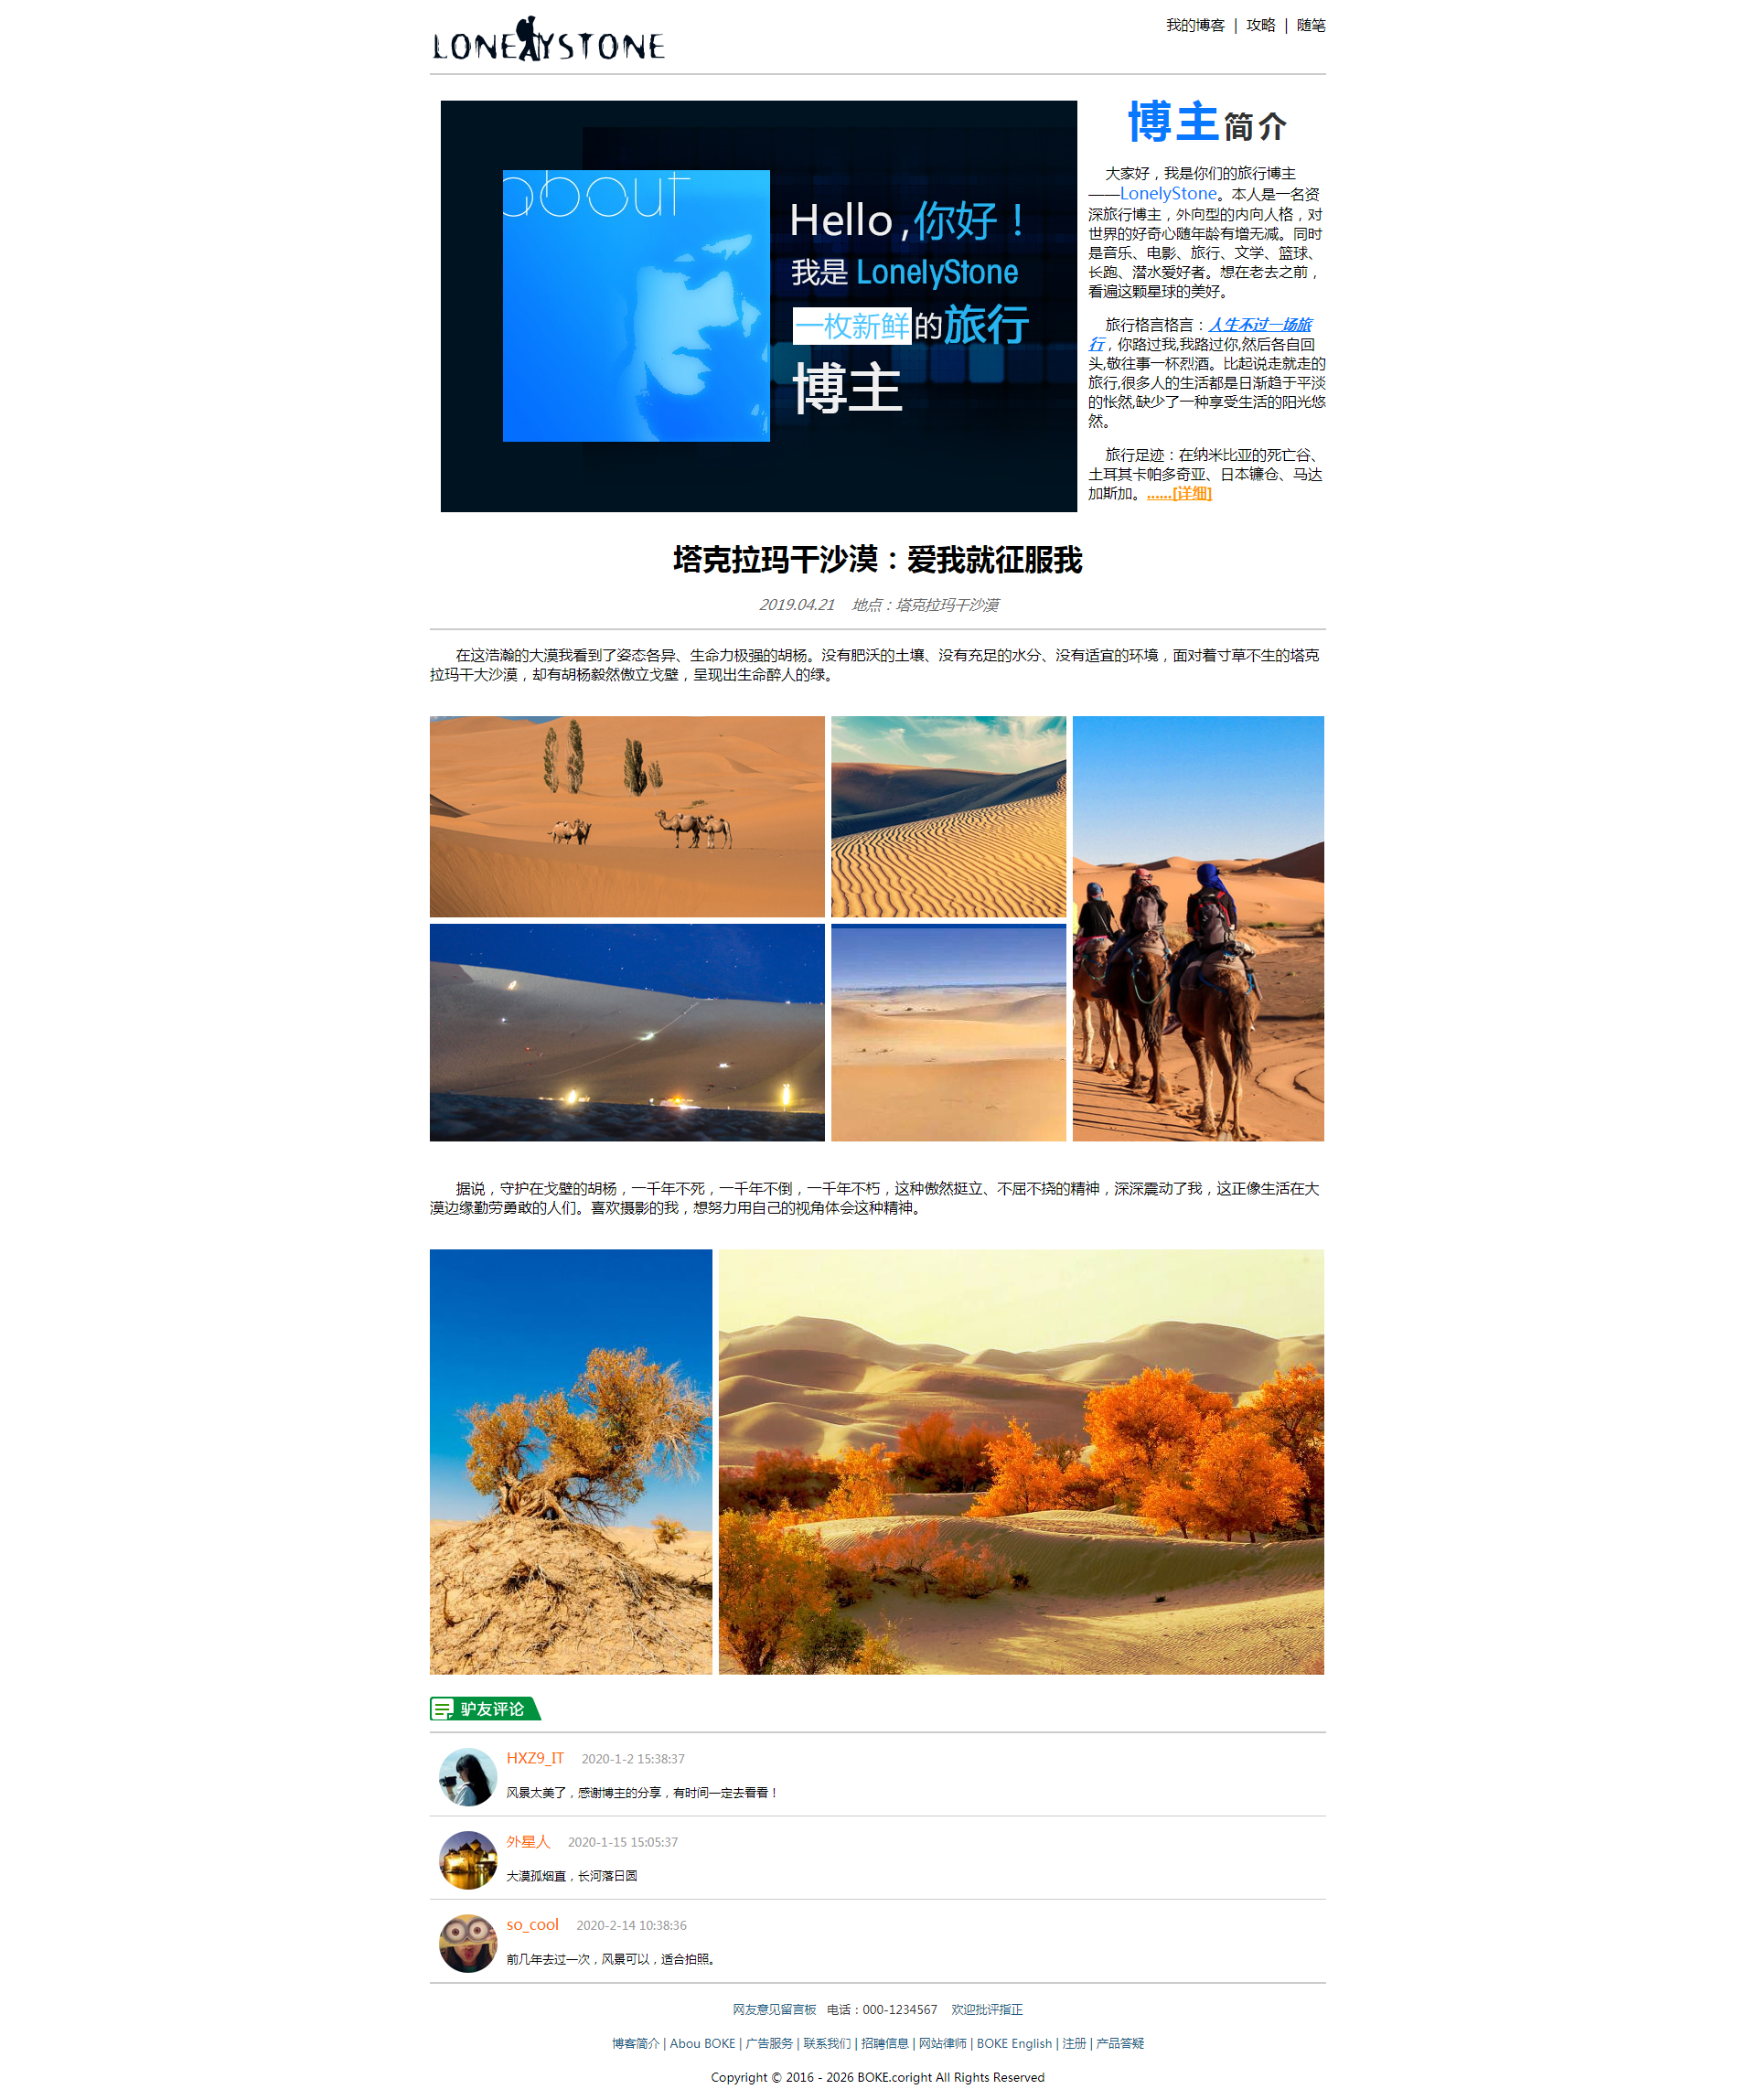 LONELYSTONE
我的博客 | 攻略 | 随笔
about
Hello ,你好！
我是 LonelyStone
一枚新鲜的旅行
博主
博主简介
大家好，我是你们的旅行博主
——LonelyStone。本人是一名资
深旅行博主，外向型的内向人格，对
世界的好奇心随年龄有增无减。同时
是音乐、电影、旅行、文学、篮球、
长跑、潜水爱好者。想在老去之前，
看遍这颗星球的美好。
旅行格言格言：人生不过一场旅
行，你路过我,我路过你,然后各自回
头,敬往事一杯烈酒。比起说走就走的
旅行,很多人的生活都是日渐趋于平淡
的怅然,缺少了一种享受生活的阳光悠
然。
旅行足迹：在纳米比亚的死亡谷、
土耳其卡帕多奇亚、日本镰仓、马达
加斯加。......[详细]
塔克拉玛干沙漠：爱我就征服我
2019.04.21 地点：塔克拉玛干沙漠
在这浩瀚的大漠我看到了姿态各异、生命力极强的胡杨。没有肥沃的土壤、没有充足的水分、没有适宜的环境，面对着寸草不生的塔克
拉玛干大沙漠，却有胡杨毅然傲立戈壁，呈现出生命醉人的绿。
据说，守护在戈壁的胡杨，一千年不死，一千年不倒，一千年不朽，这种傲然挺立、不屈不挠的精神，深深震动了我，这正像生活在大
漠边缘勤劳勇敢的人们。喜欢摄影的我，想努力用自己的视角体会这种精神。
驴友评论
HXZ9_IT 2020-1-2 15:38:37
风景太美了，感谢博主的分享，有时间一定去看看！
外星人 2020-1-15 15:05:37
大漠孤烟直，长河落日圆
so_cool 2020-2-14 10:38:36
前几年去过一次，风景可以，适合拍照。
网友意见留言板 电话：000-1234567 欢迎批评指正
博客简介 | Abou BOKE | 广告服务 | 联系我们 | 招聘信息 | 网站律师 | BOKE English | 注册 | 产品答疑
Copyright © 2016 - 2026 BOKE.coright All Rights Reserved